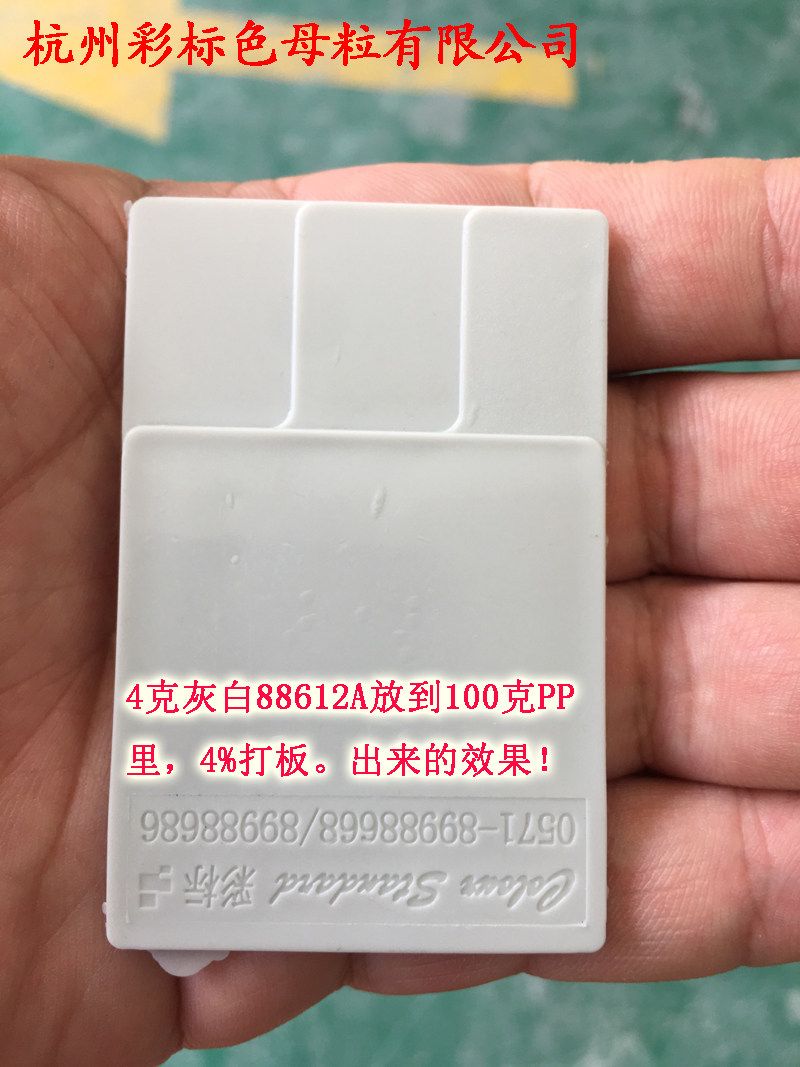 杭州彩标色母粒有限公司
4克灰白88612A放到100克PP
里，4%打板。出来的效果！
Colour Standard 彩标
0571-89988668/89988686